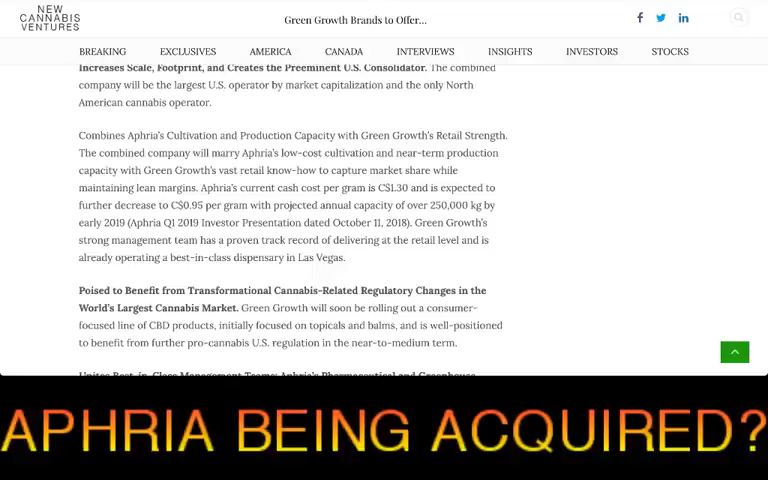 NEW
CANNABIS
VENTURES
Green Growth Brands to Offer...
BREAKING EXCLUSIVES AMERICA CANADA INTERVIEWS INSIGHTS INVESTORS STOCKS
Increases Scale, Footprint, and Creates the Preeminent U.S. Consolidator. The combined
company will be the largest U.S. operator by market capitalization and the only North
American cannabis operator.
Combines Aphria's Cultivation and Production Capacity with Green Growth's Retail Strength.
The combined company will marry Aphria's low-cost cultivation and near-term production
capacity with Green Growth's vast retail know-how to capture market share while
maintaining lean margins. Aphria's current cash cost per gram is C$1.30 and is expected to
further decrease to C$0.95 per gram with projected annual capacity of over 250,000 kg by
early 2019 (Aphria Q1 2019 Investor Presentation dated October 11, 2018). Green Growth's
strong management team has a proven track record of delivering at the retail level and is
already operating a best-in-class dispensary in Las Vegas.
Poised to Benefit from Transformational Cannabis-Related Regulatory Changes in the
World's Largest Cannabis Market. Green Growth will soon be rolling out a consumer-
focused line of CBD products, initially focused on topicals and balms, and is well-positioned
to benefit from further pro-cannabis U.S. regulation in the near-to-medium term.
Unites Best-in-Class Management Teams: Aphria's Pharmaceutical and Greenhouse
APHRIA BEING ACQUIRED?